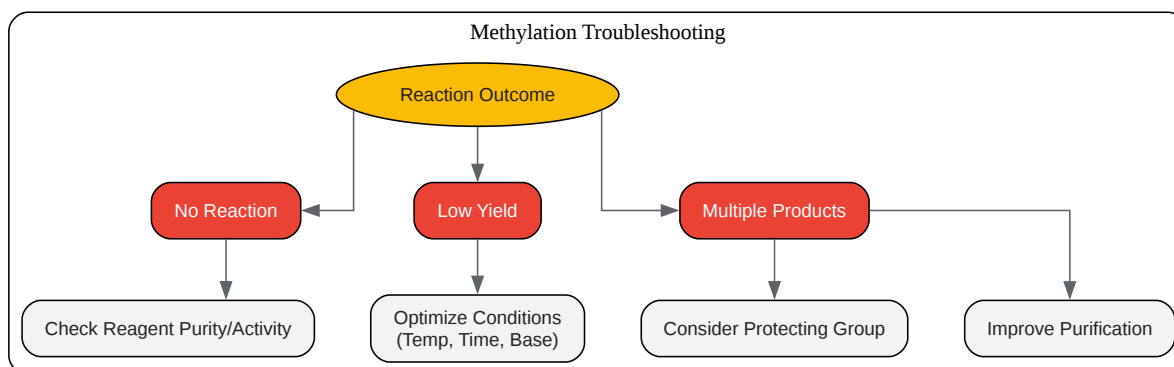 Methylation Troubleshooting
Reaction Outcome
No Reaction
Low Yield
Multiple Products
Check Reagent Purity/Activity
Optimize Conditions
(Temp, Time, Base)
Consider Protecting Group
Improve Purification